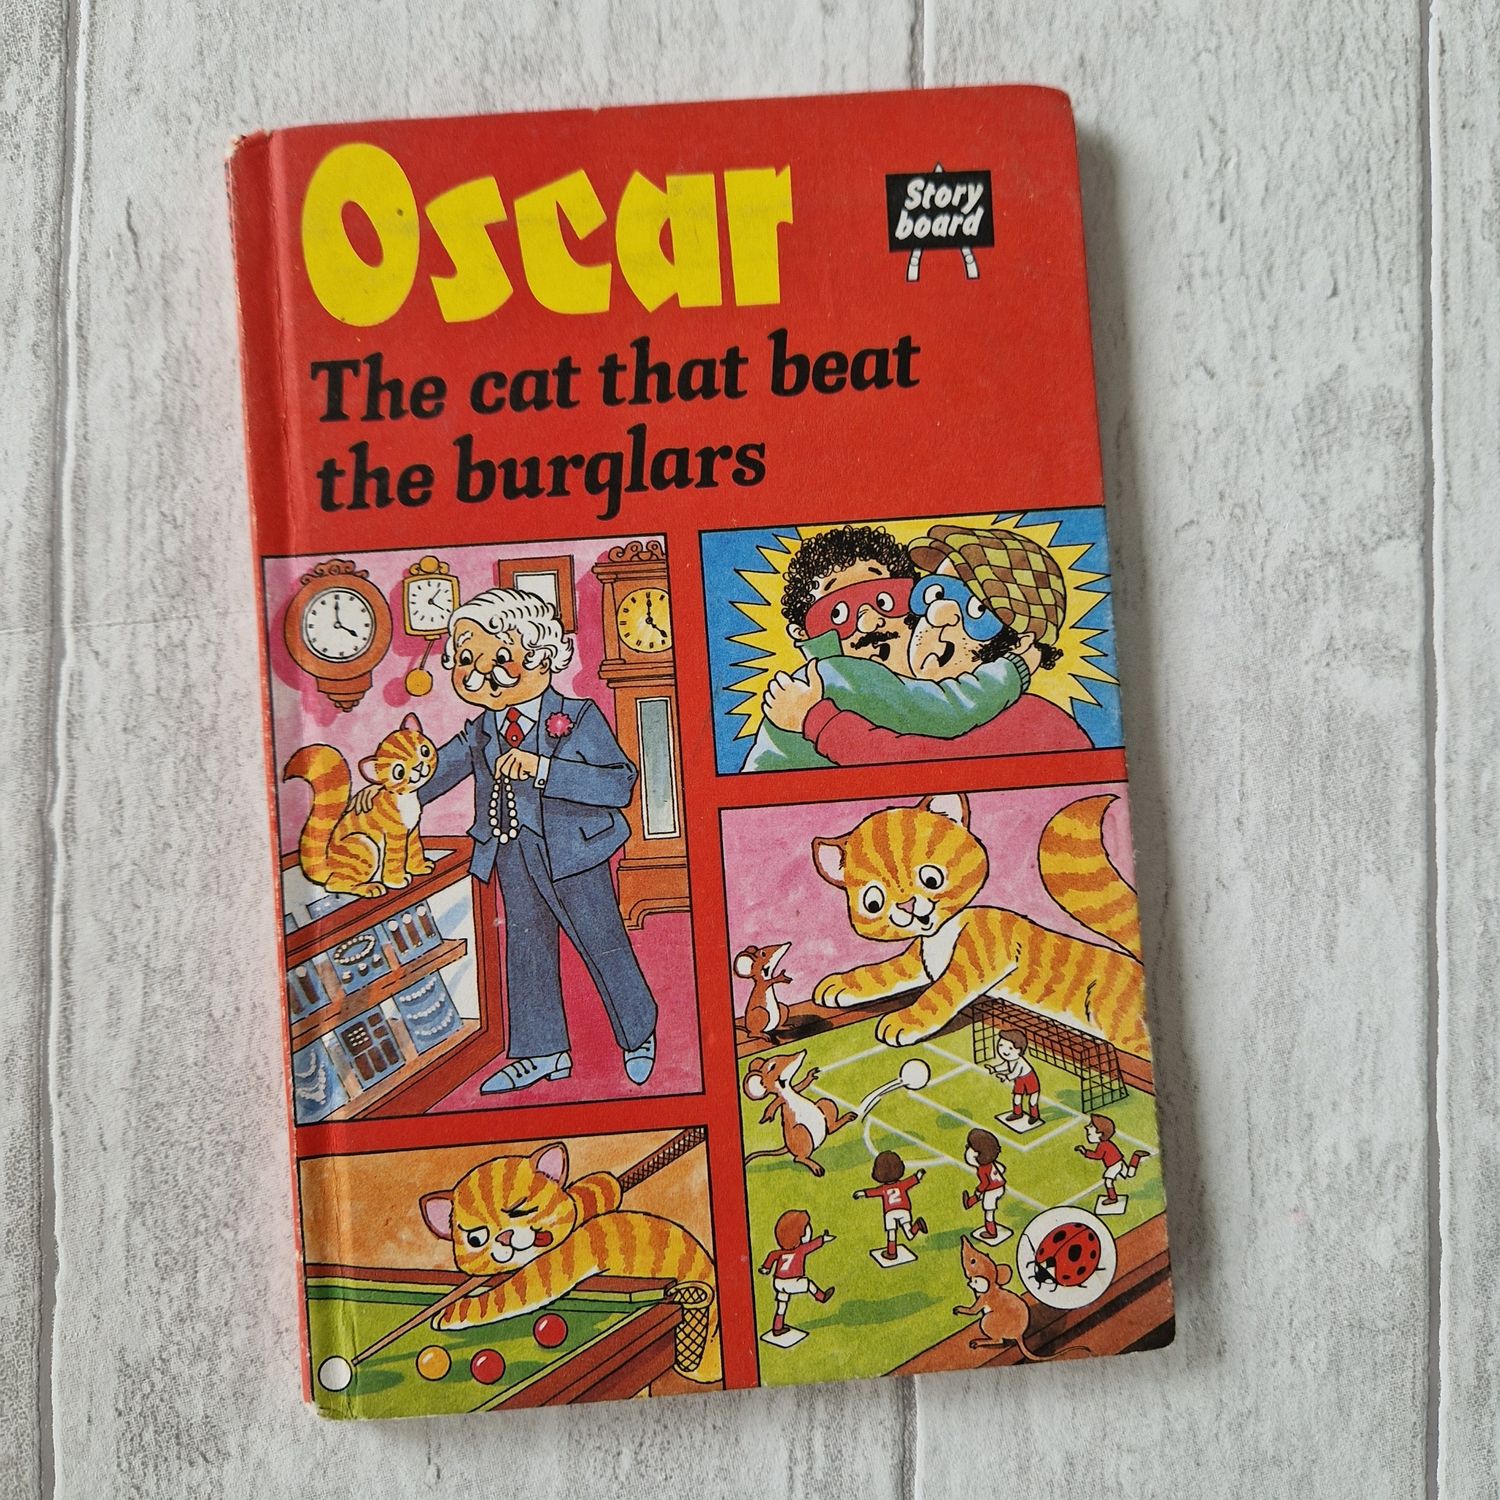 Oscar
Story
board
The cat that beat
the burglars
2
7